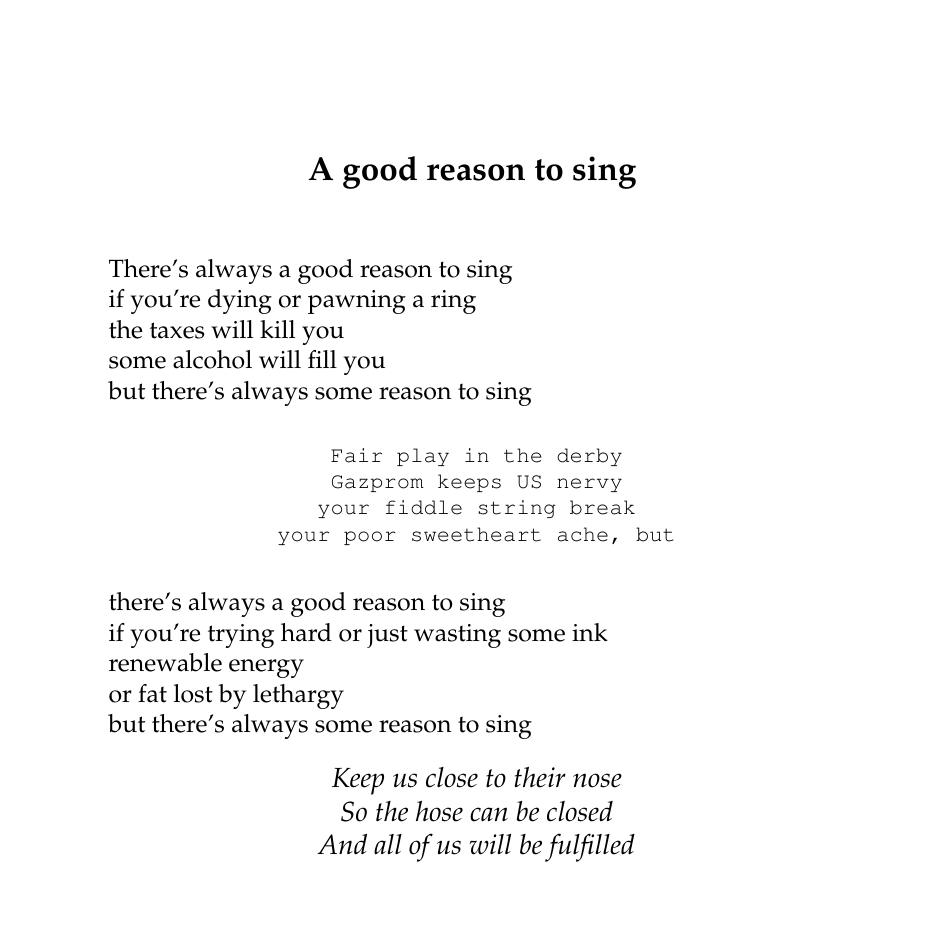 A good reason to sing
There's always a good reason to sing
if you're dying or pawning a ring
the taxes will kill you
some alcohol will fill you
but there's always some reason to sing
Fair play in the derby
Gazprom keeps US nervy
your fiddle string break
your poor sweetheart ache, but
there's always a good reason to sing
if you're trying hard or just wasting some ink
renewable energy
or fat lost by lethargy
but there's always some reason to sing
Keep us close to their nose
So the hose can be closed
And all of us will be fulfilled